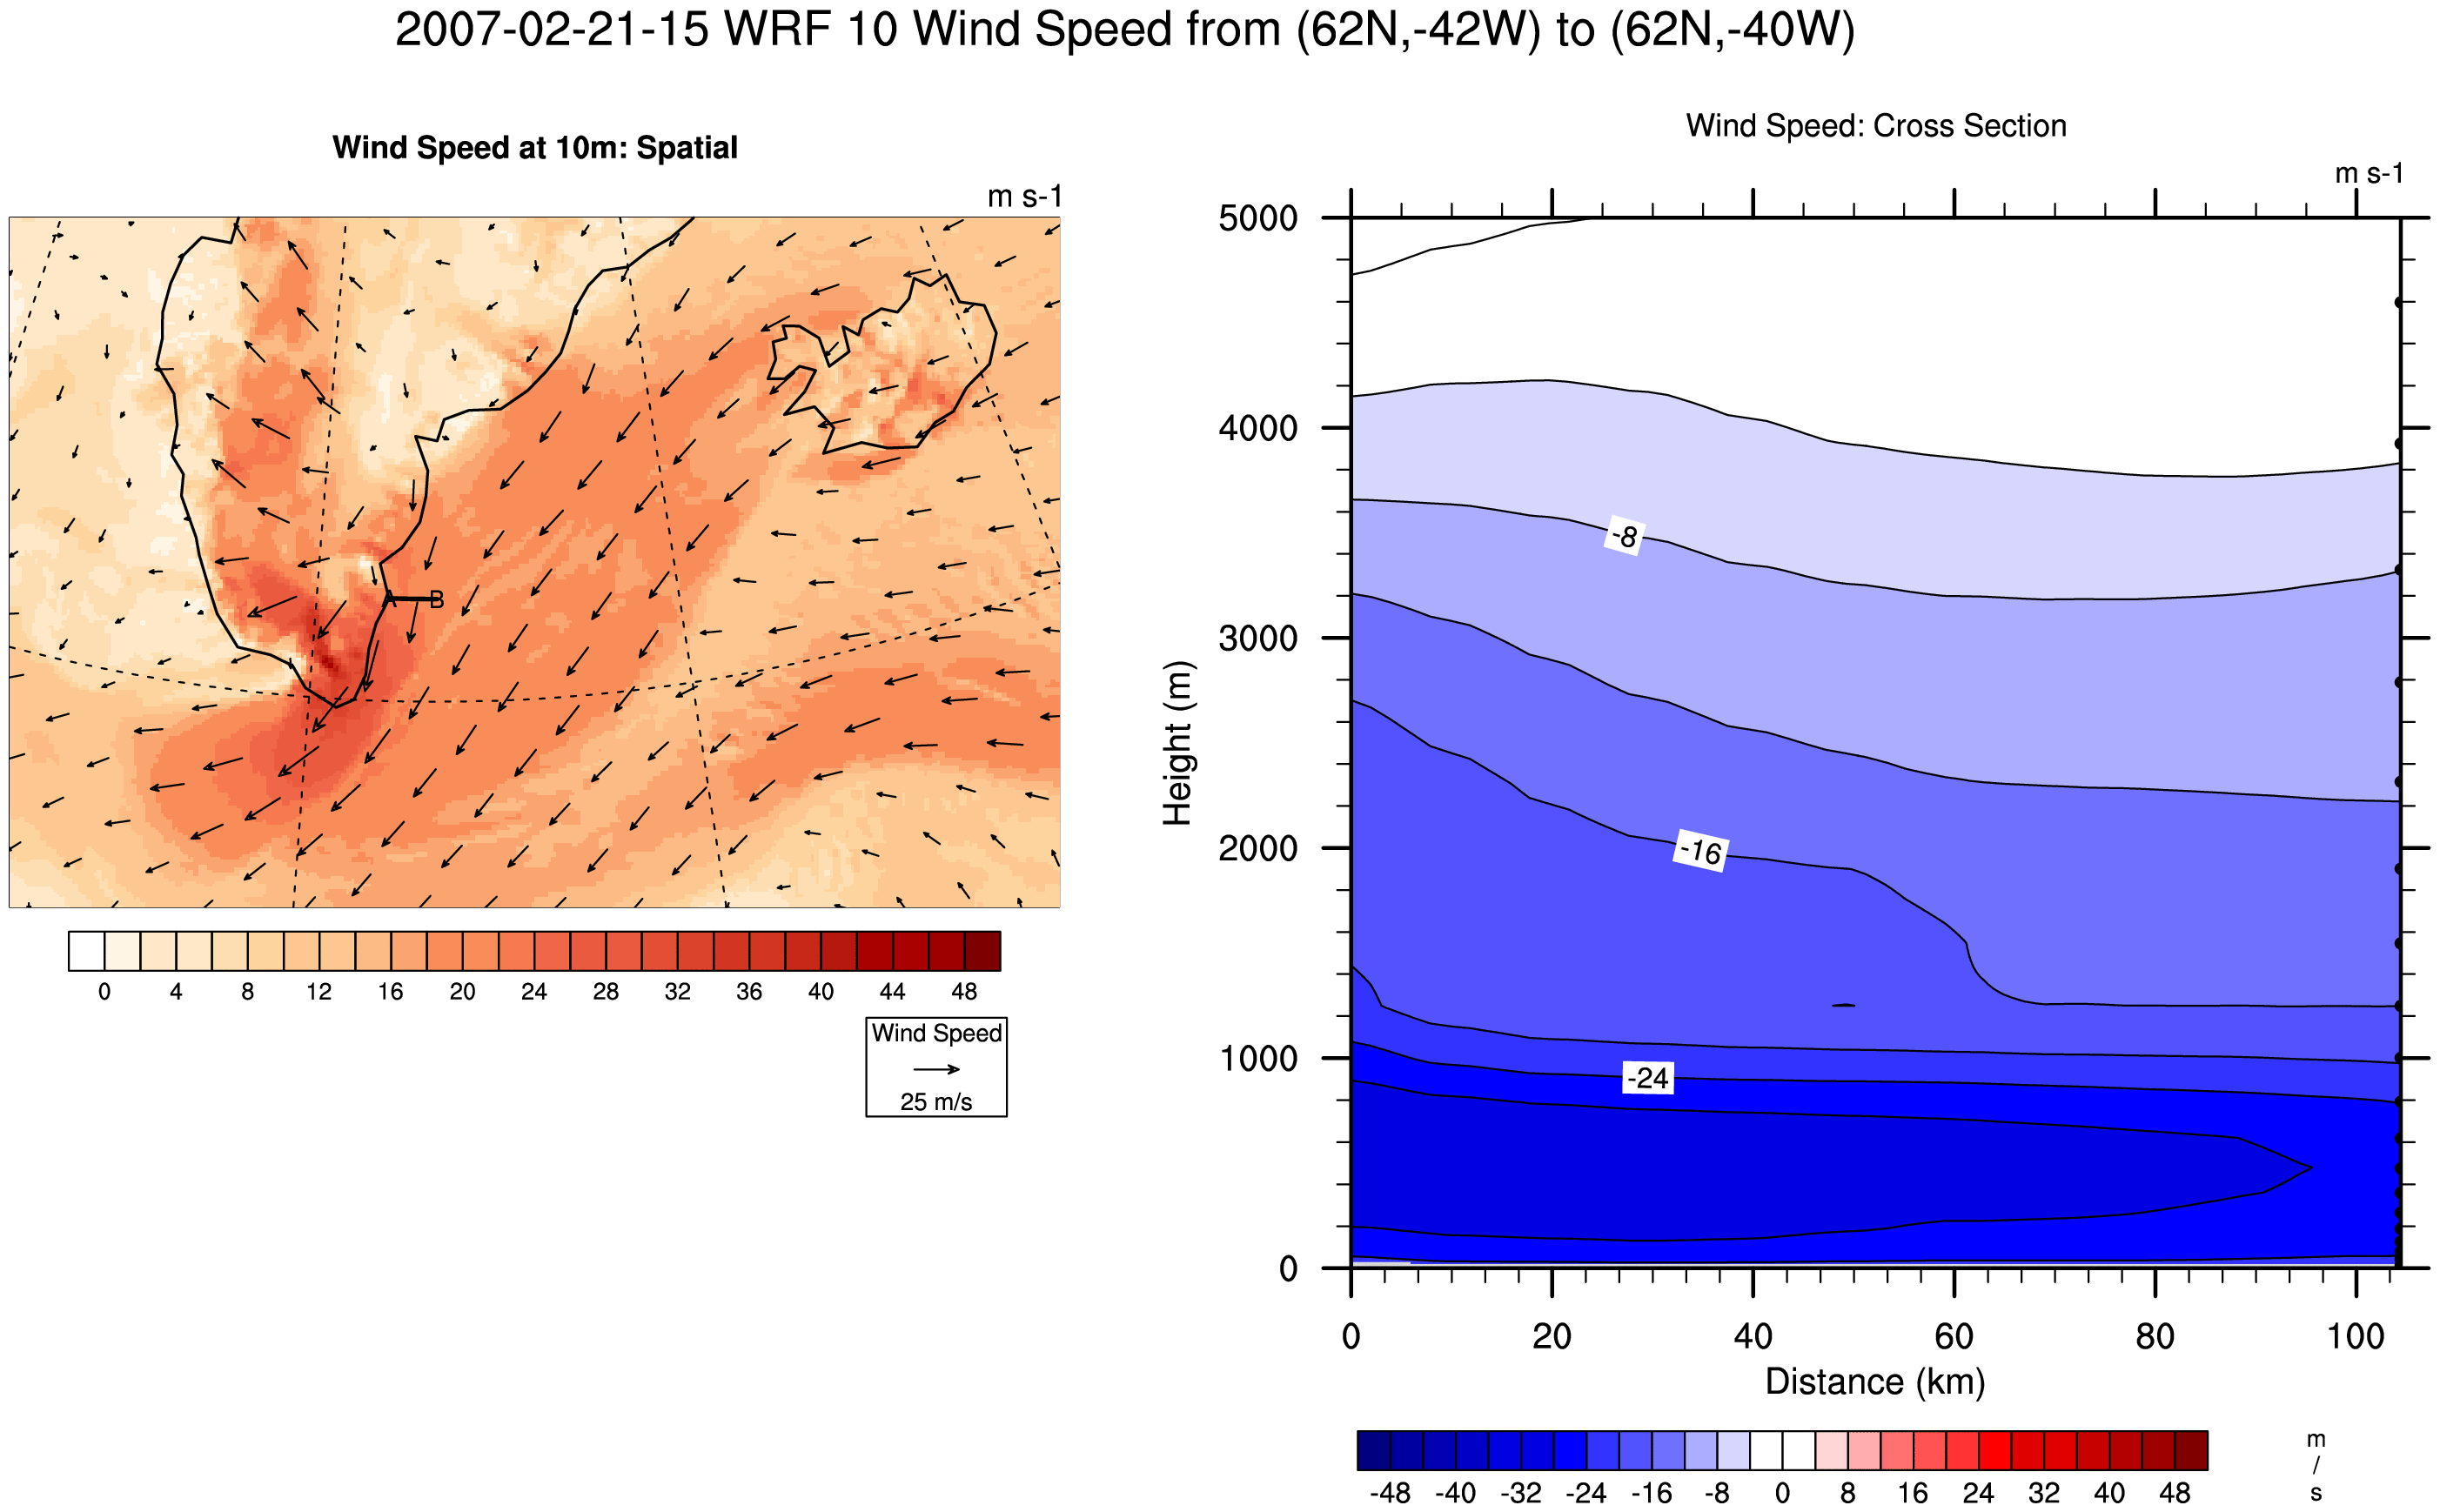 2007-02-21-15 WRF 10 Wind Speed from (62N,-42W) to (62N,-40W)
Wind Speed at 10m: Spatial
m s-1
A
B
0 4 8 12 16 20 24 28 32 36 40 44 48
Wind Speed
25 m/s
Wind Speed: Cross Section
m s-1
5000
4000
3000
2000
1000
0
Height (m)
-8
-16
-24
0 20 40 60 80 100
Distance (km)
-48 -40 -32 -24 -16 -8 0 8 16 24 32 40 48
m
/
s